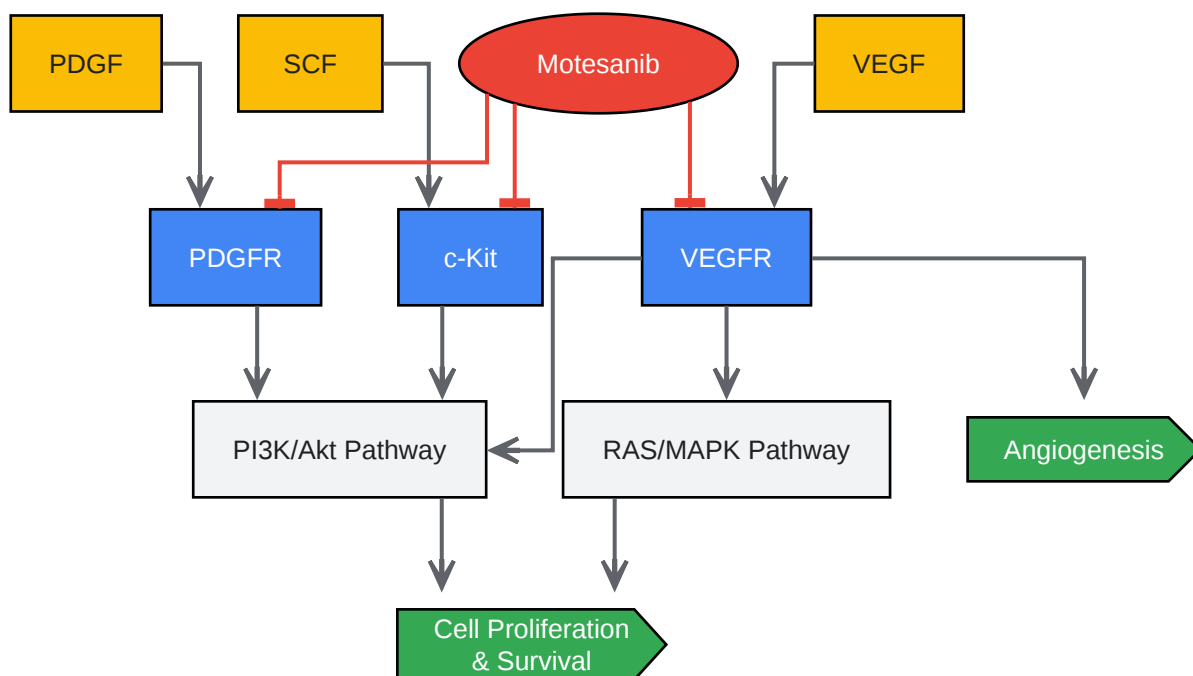 PDGF
SCF
Motesanib
VEGF
PDGFR
c-Kit
VEGFR
PI3K/Akt Pathway
RAS/MAPK Pathway
Angiogenesis
Cell Proliferation
& Survival